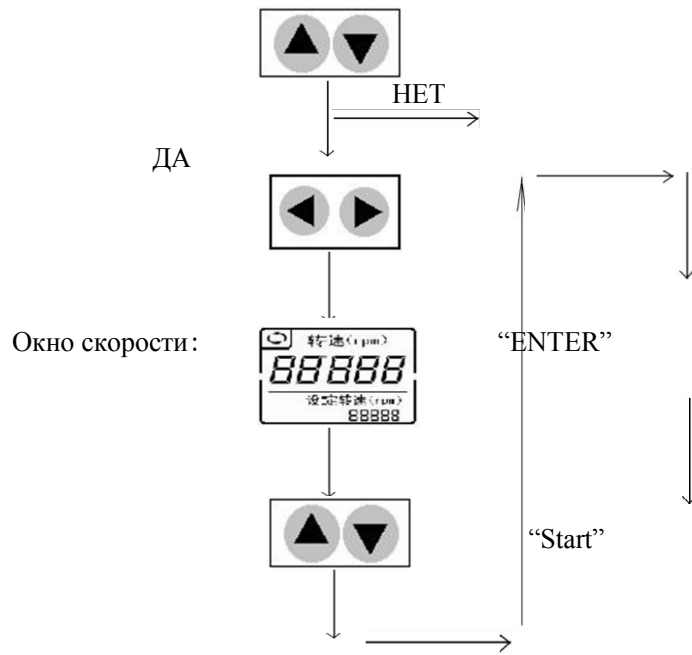 НЕТ
ДА
Окно скорости:
转速(rpm)
88888
设定转速(rpm)
88888
“ENTER”
“Start”